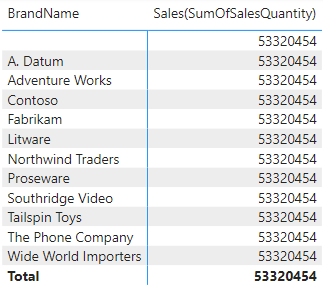 BrandName Sales(SumOfSalesQuantity)
53320454
A. Datum 53320454
Adventure Works 53320454
Contoso 53320454
Fabrikam 53320454
Litware 53320454
Northwind Traders 53320454
Proseware 53320454
Southridge Video 53320454
Tailspin Toys 53320454
The Phone Company 53320454
Wide World Importers 53320454
Total 53320454